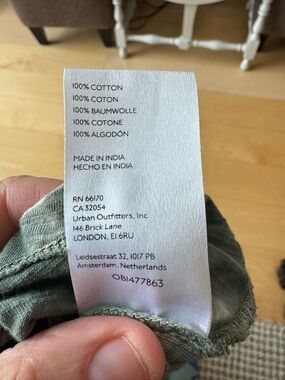 100% COTTON
100% COTON
100% BAUMWOLLE
100% COTONE
100% ALGODÓN
MADE IN INDIA
HECHO EN INDIA
RN 66170
CA 32054
Urban Outfitters, Inc
146 Brick Lane
LONDON, E1 6RU
Leidsestraat 32, 1017 PB
Amsterdam, Netherlands
OB1477863